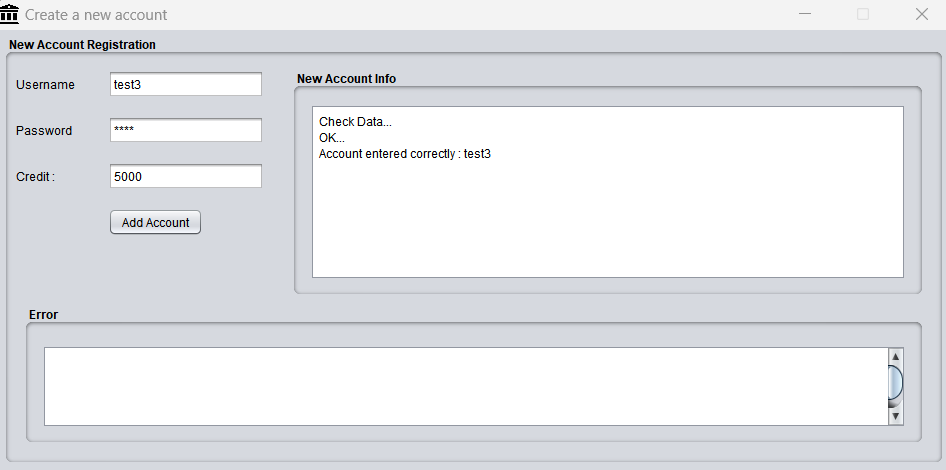 Create a new account
New Account Registration
Username
test3
Password
****
Credit :
5000
Add Account
New Account Info
Check Data...
OK...
Account entered correctly : test3
Error